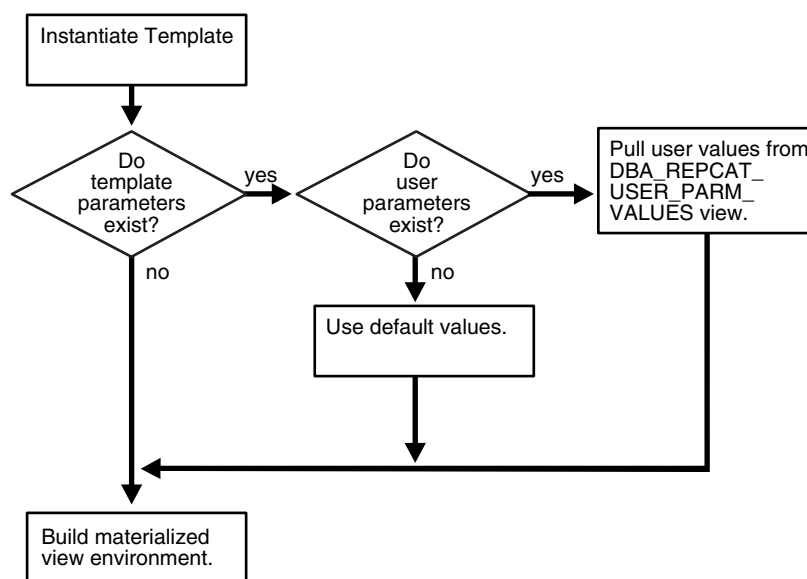 Instantiate Template
Do
template
parameters
exist?
yes
Do
user
parameters
exist?
yes
Pull user values from
DBA_REPCAT_
USER_PARM_
VALUES view.
no
no
Use default values.
Build materialized
view environment.